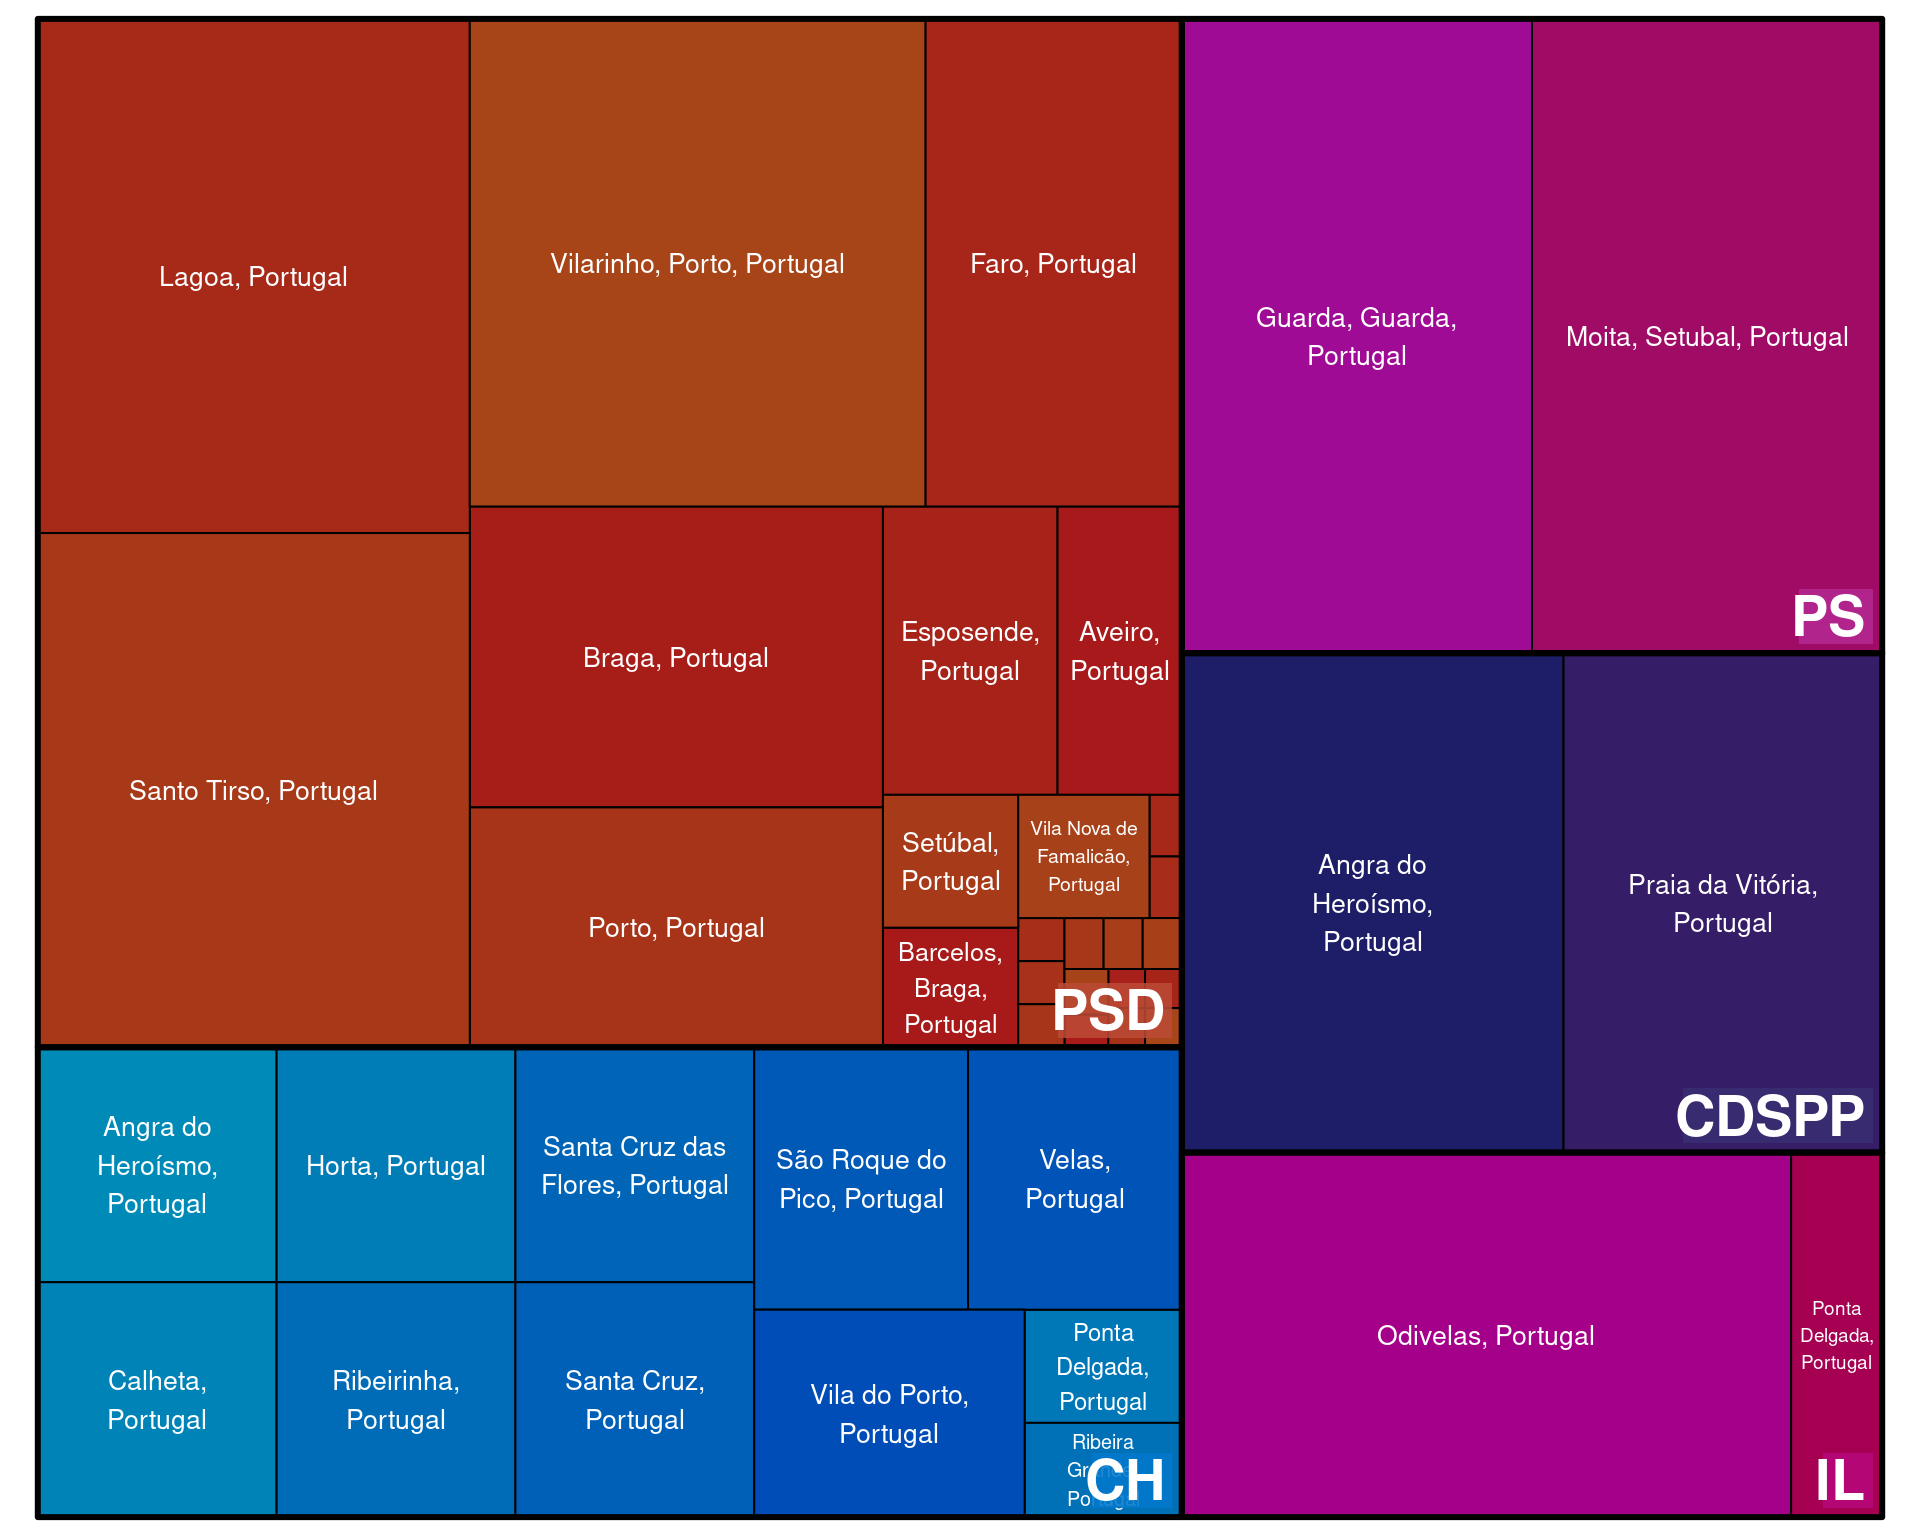 Lagoa, Portugal
Vilarinho, Porto, Portugal
Faro, Portugal
Santo Tirso, Portugal
Braga, Portugal
Esposende,
Portugal
Aveiro,
Portugal
Porto, Portugal
Setúbal,
Portugal
Vila Nova de
Famalicão,
Portugal
Barcelos,
Braga,
Portugal
PSD
Guarda, Guarda,
Portugal
Moita, Setubal, Portugal
PS
Angra do
Heroísmo,
Portugal
Praia da Vitória,
Portugal
CDSPP
Angra do
Heroísmo,
Portugal
Horta, Portugal
Santa Cruz das
Flores, Portugal
São Roque do
Pico, Portugal
Velas,
Portugal
Calheta,
Portugal
Ribeirinha,
Portugal
Santa Cruz,
Portugal
Vila do Porto,
Portugal
Ponta
Delgada,
Portugal
Ribeira
Grande,
Portugal
CH
Odivelas, Portugal
Ponta
Delgada,
Portugal
IL